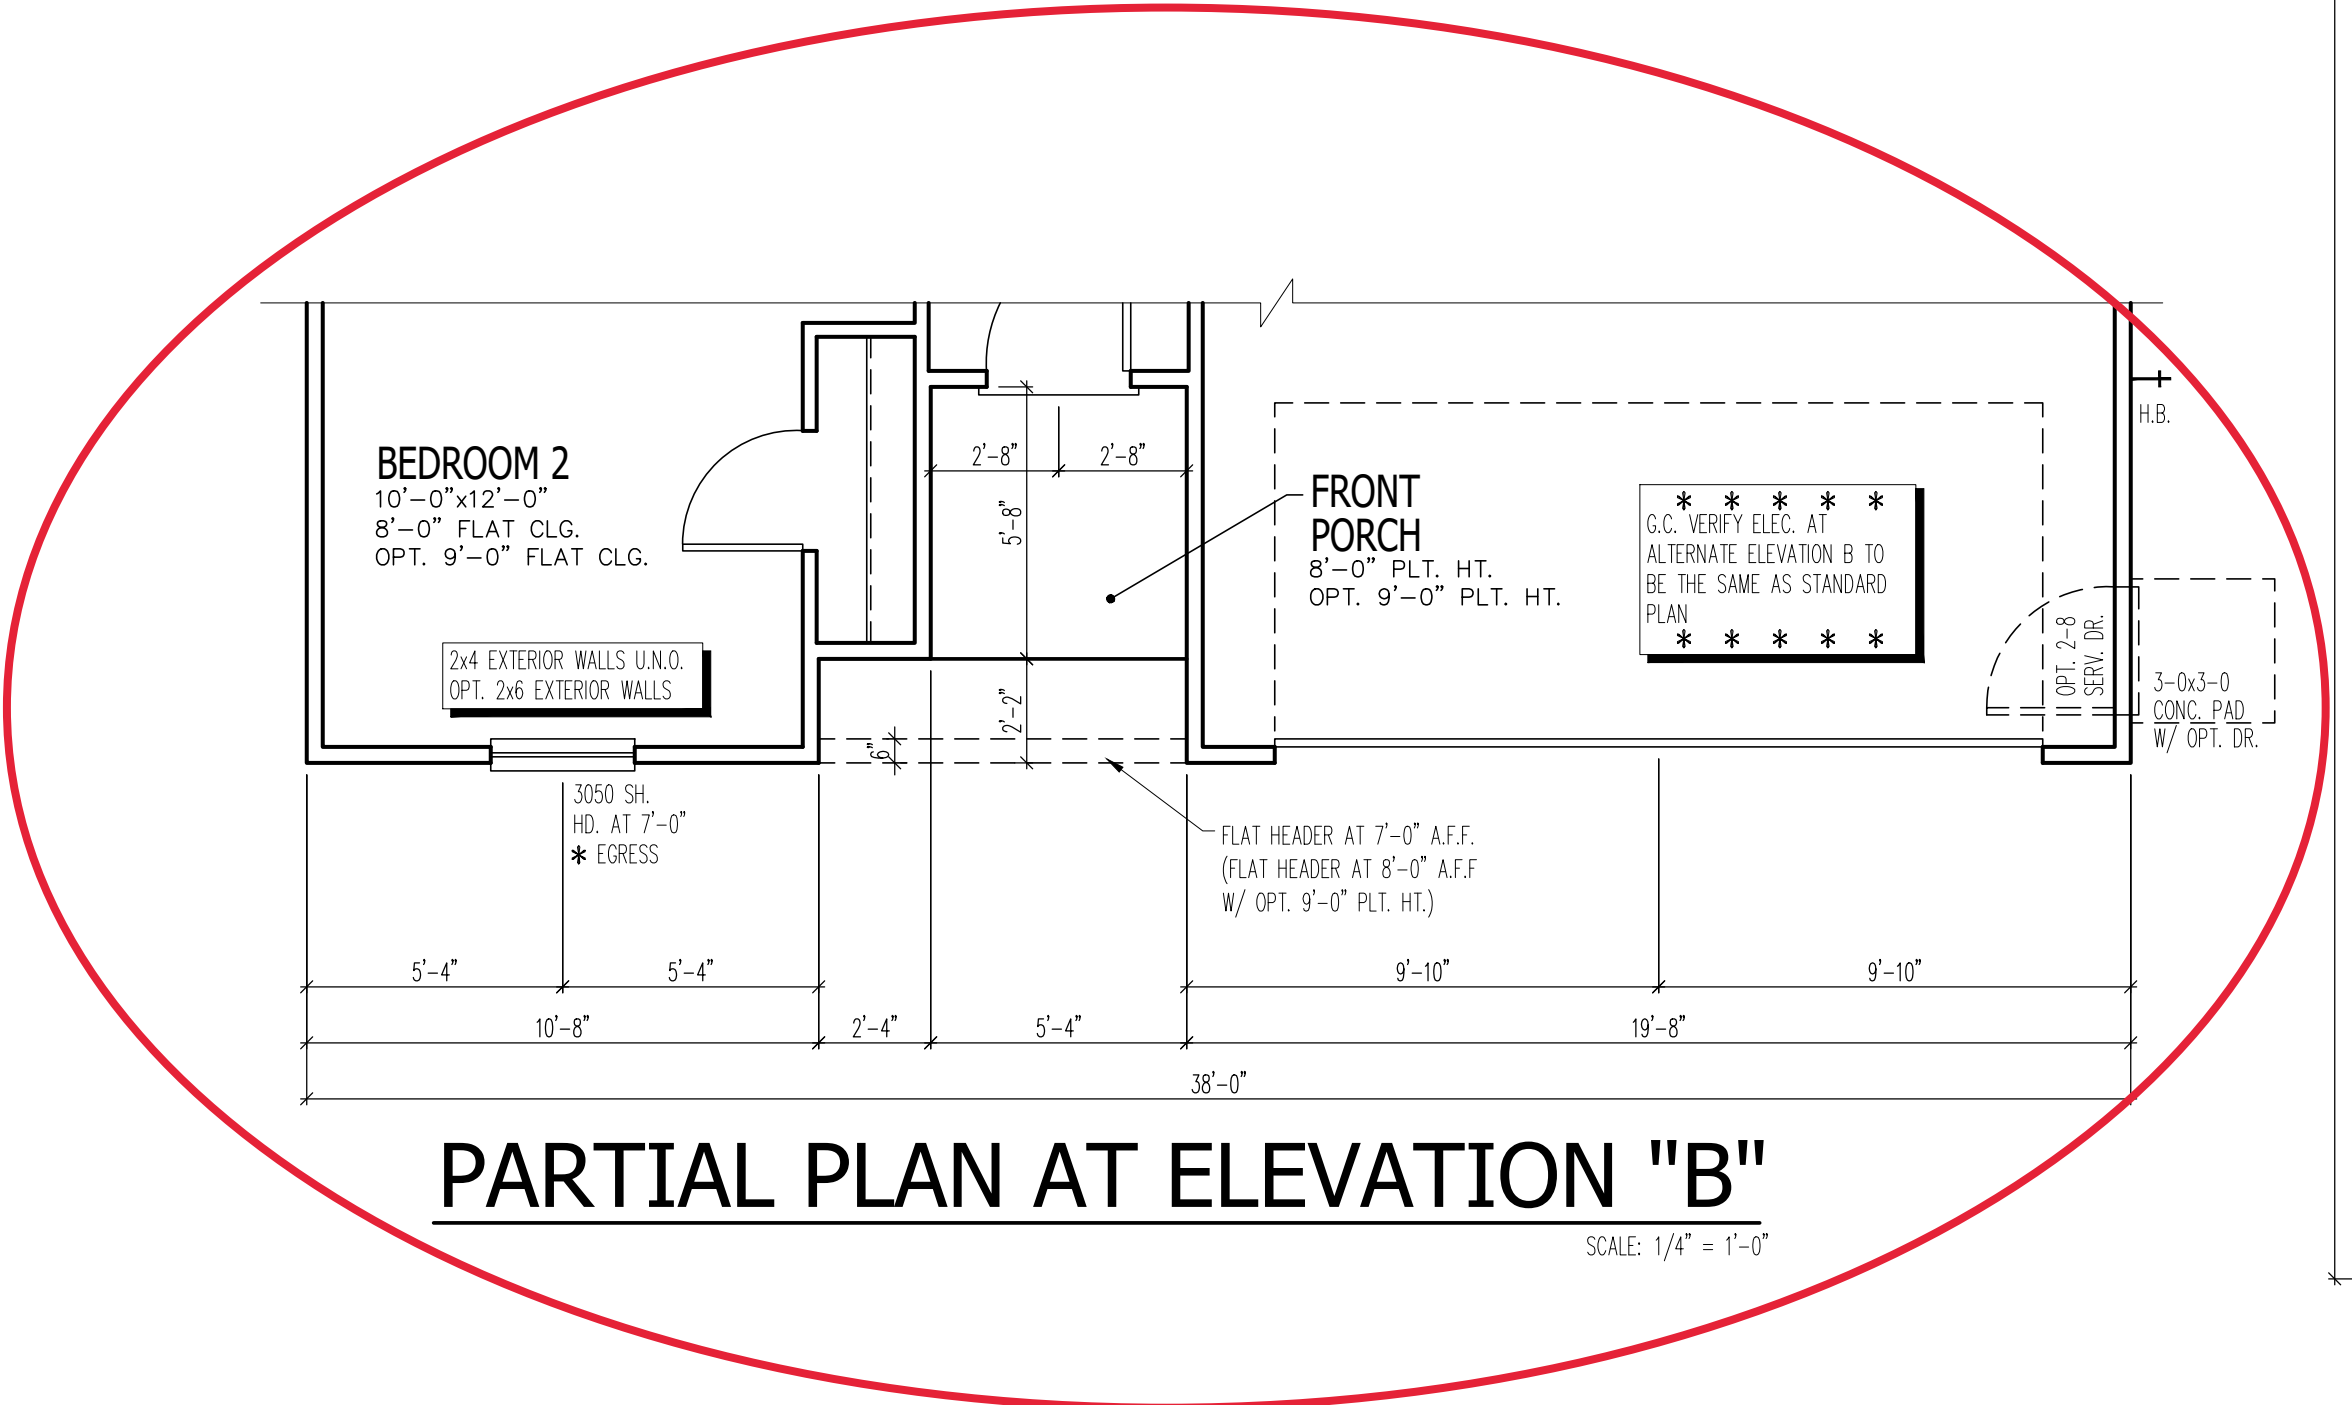 H.B.
BEDROOM 2
10'-0"x12'-0"
8'-0" FLAT CLG.
OPT. 9'-0" FLAT CLG.
2x4 EXTERIOR WALLS U.N.O.
OPT. 2x6 EXTERIOR WALLS
2'-8"
2'-8"
5'-8"
2'-2"
6"
FRONT
PORCH
8'-0" PLT. HT.
OPT. 9'-0" PLT. HT.
* * * * *
G.C. VERIFY ELEC. AT
ALTERNATE ELEVATION B TO
BE THE SAME AS STANDARD
PLAN
* * * * *
OPT. 2-8
SERV. DR.
3-0x3-0
CONC. PAD
W/ OPT. DR.
3050 SH.
HD. AT 7'-0"
* EGRESS
FLAT HEADER AT 7'-0" A.F.F.
(FLAT HEADER AT 8'-0" A.F.F
W/ OPT. 9'-0" PLT. HT.)
5'-4"
5'-4"
9'-10"
9'-10"
10'-8"
2'-4"
5'-4"
19'-8"
38'-0"
PARTIAL PLAN AT ELEVATION "B"
SCALE: 1/4" = 1'-0"